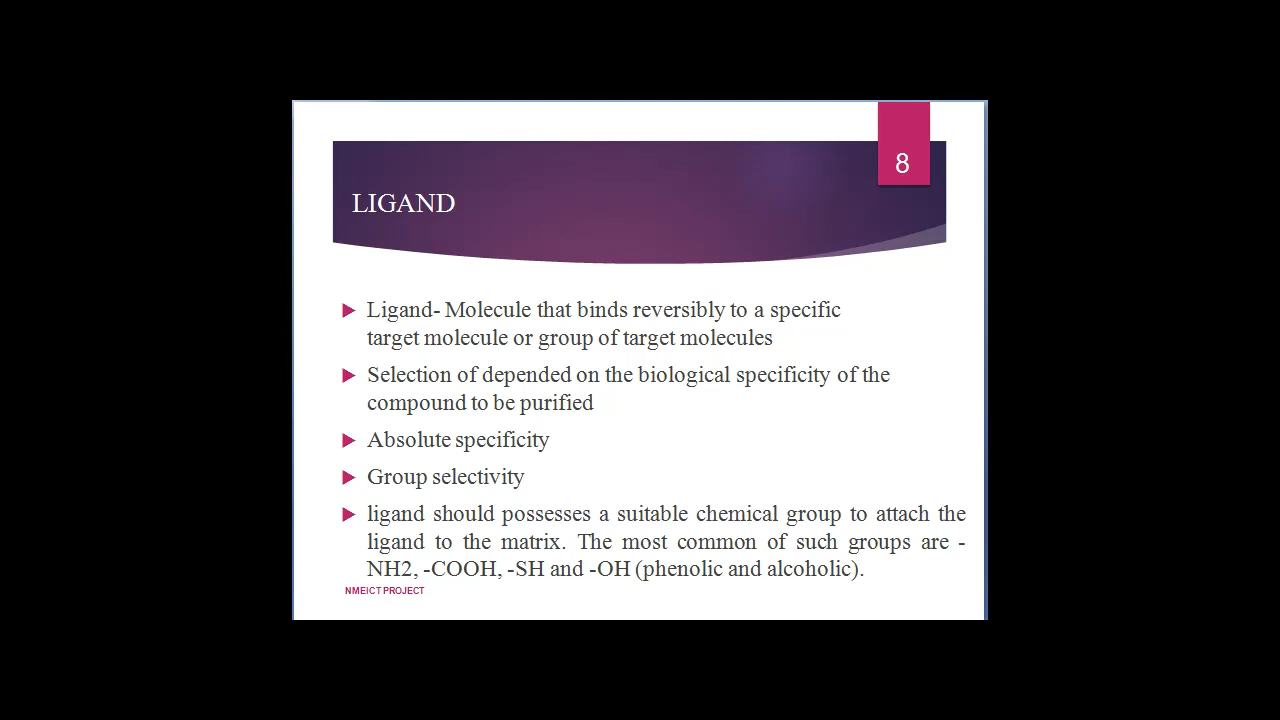 8
LIGAND
Ligand- Molecule that binds reversibly to a specific
target molecule or group of target molecules
Selection of depended on the biological specificity of the
compound to be purified
Absolute specificity
Group selectivity
ligand should possesses a suitable chemical group to attach the
ligand to the matrix. The most common of such groups are -
NH2, -COOH, -SH and -OH (phenolic and alcoholic).
NMEICT PROJECT